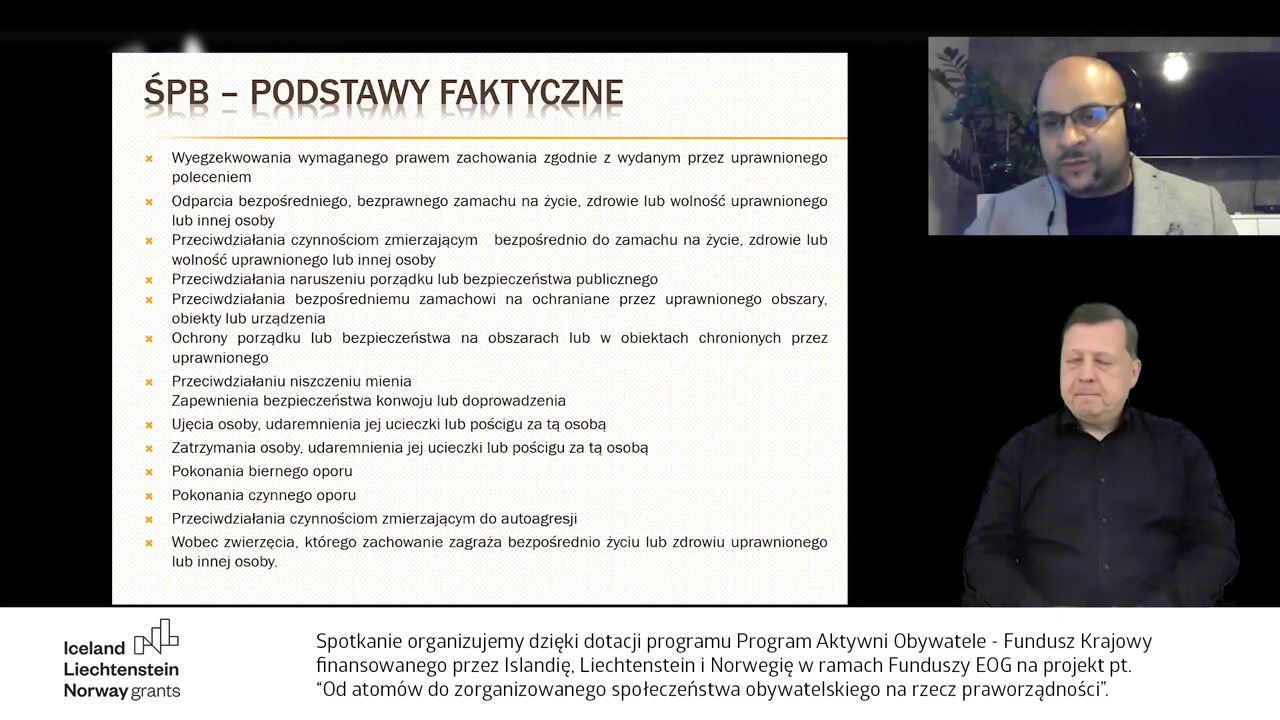 ŚPB – PODSTAWY FAKTYCZNE
Wyegzekwowania wymaganego prawem zachowania zgodnie z wydanym przez uprawnionego
poleceniem
Odparcia bezpośredniego, bezprawnego zamachu na życie, zdrowie lub wolność uprawnionego
lub innej osoby
Przeciwdziałania czynnościom zmierzającym bezpośrednio do zamachu na życie, zdrowie lub
wolność uprawnionego lub innej osoby
Przeciwdziałania naruszeniu porządku lub bezpieczeństwa publicznego
Przeciwdziałania bezpośredniemu zamachowi na ochraniane przez uprawnionego obszary,
obiekty lub urządzenia
Ochrony porządku lub bezpieczeństwa na obszarach lub w obiektach chronionych przez
uprawnionego
Przeciwdziałaniu niszczeniu mienia
Zapewnienia bezpieczeństwa konwoju lub doprowadzenia
Ujęcia osoby, udaremnienia jej ucieczki lub pościgu za tą osobą
Zatrzymania osoby, udaremnienia jej ucieczki lub pościgu za tą osobą
Pokonania biernego oporu
Pokonania czynnego oporu
Przeciwdziałania czynnościom zmierzającym do autoagresji
Wobec zwierzęcia, którego zachowanie zagraża bezpośrednio życiu lub zdrowiu uprawnionego
lub innej osoby.
Iceland
Liechtenstein
Norway grants
Spotkanie organizujemy dzięki dotacji programu Program Aktywni Obywatele - Fundusz Krajowy
finansowanego przez Islandię, Liechtenstein i Norwegię w ramach Funduszy EOG na projekt pt.
“Od atomów do zorganizowanego społeczeństwa obywatelskiego na rzecz praworządności”.